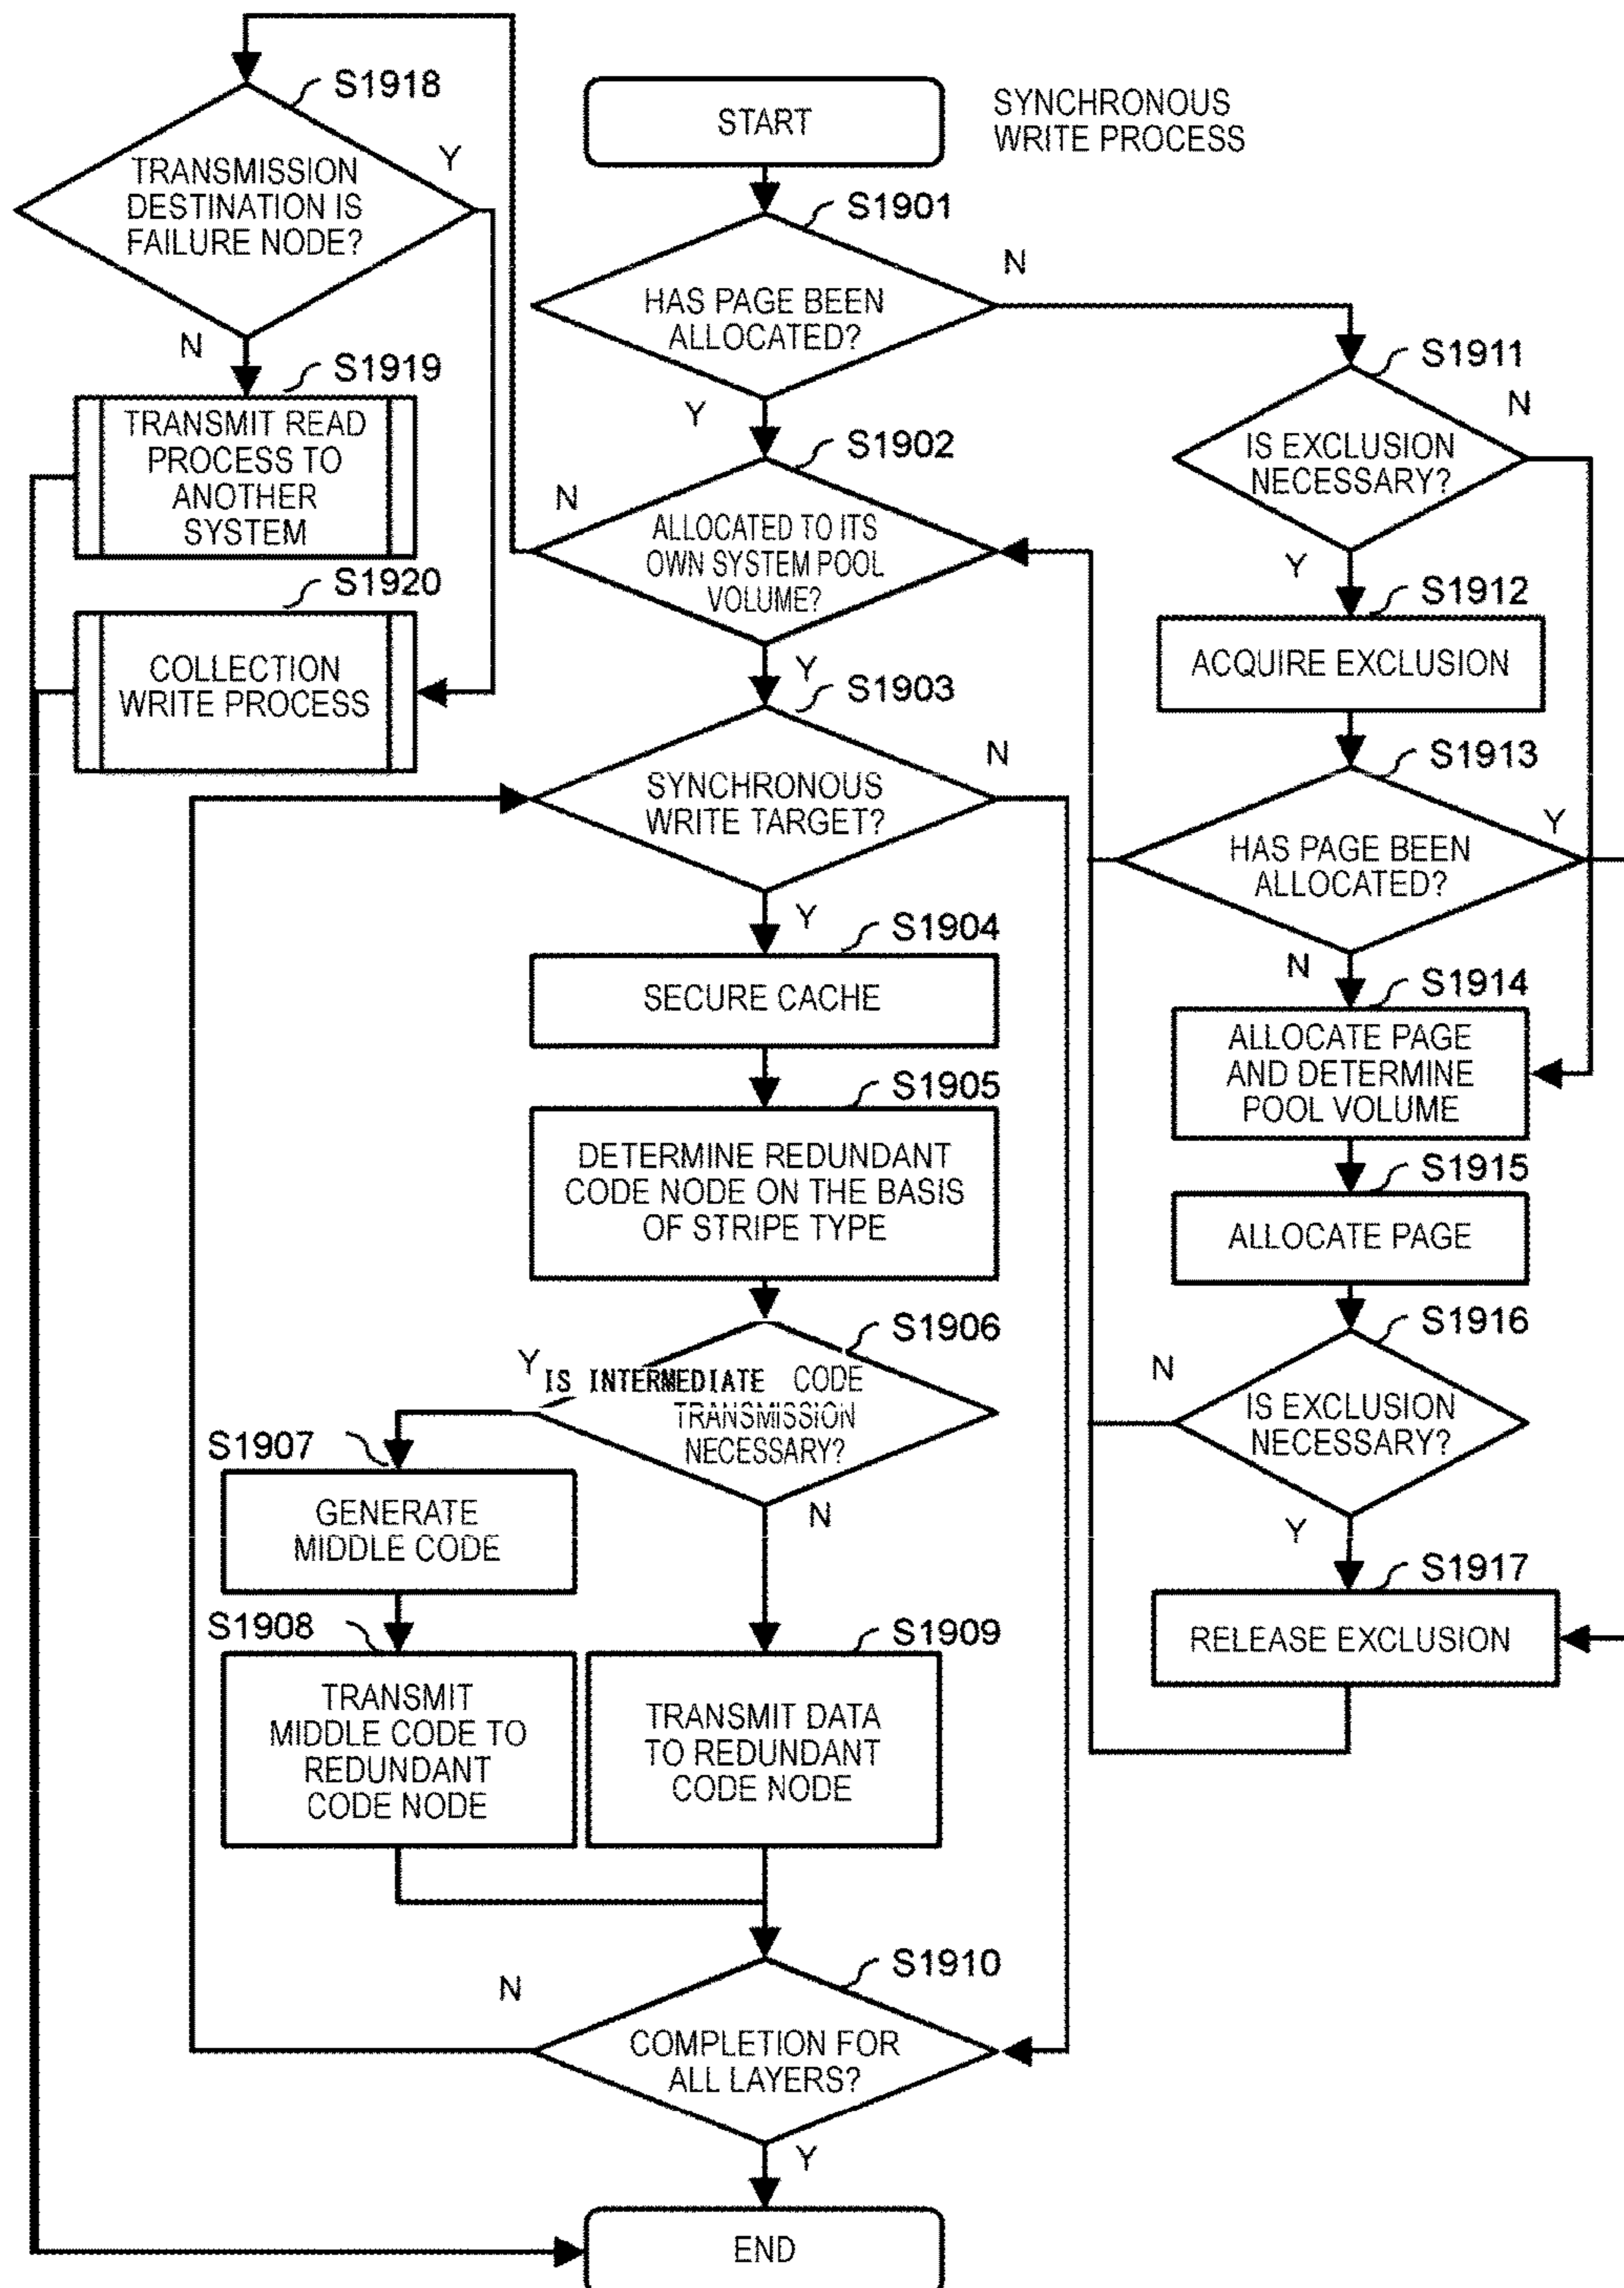 SYNCHRONOUS
WRITE PROCESS
START
S1901
HAS PAGE BEEN
ALLOCATED?
N
Y
S1902
ALLOCATED TO ITS
OWN SYSTEM POOL
VOLUME?
N
Y
S1903
SYNCHRONOUS
WRITE TARGET?
N
Y
S1904
SECURE CACHE
S1905
DETERMINE REDUNDANT
CODE NODE ON THE BASIS
OF STRIPE TYPE
S1906
Y
IS INTERMEDIATE CODE
TRANSMISSION
NECESSARY?
N
S1907
GENERATE
MIDDLE CODE
S1908
TRANSMIT
MIDDLE CODE TO
REDUNDANT
CODE NODE
S1909
TRANSMIT DATA
TO REDUNDANT
CODE NODE
S1910
N
COMPLETION FOR
ALL LAYERS?
Y
END
S1911
N
IS EXCLUSION
NECESSARY?
Y
S1912
ACQUIRE EXCLUSION
S1913
Y
HAS PAGE BEEN
ALLOCATED?
N
S1914
ALLOCATE PAGE
AND DETERMINE
POOL VOLUME
S1915
ALLOCATE PAGE
S1916
N
IS EXCLUSION
NECESSARY?
Y
S1917
RELEASE EXCLUSION
S1918
Y
TRANSMISSION
DESTINATION IS
FAILURE NODE?
N
S1919
TRANSMIT READ
PROCESS TO
ANOTHER
SYSTEM
S1920
COLLECTION
WRITE PROCESS